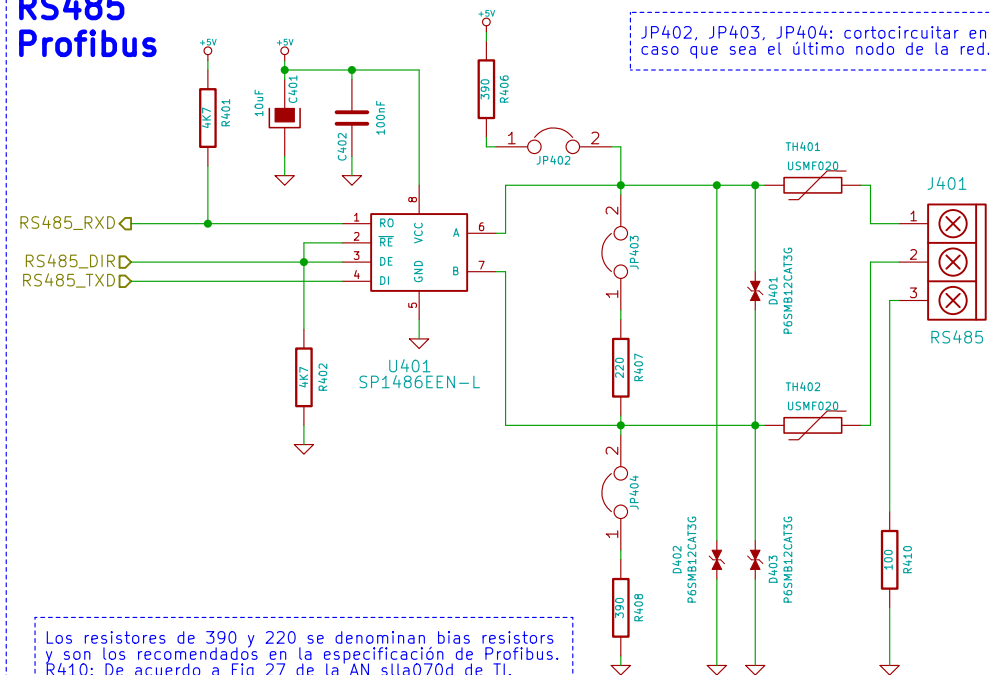 RS485
Profibus
JP402, JP403, JP404: cortocircuitar en
caso que sea el último nodo de la red.
+5V
+5V
+5V
4K7
R401
10uF
C401
C402
100nF
390
R406
1
2
JP402
TH401
USMF020
J401
RS485_RXD
RS485_DIR
RS485_TXD
1
2
3
4
RO
RE
DE
DI
8
VCC
GND
5
A
B
6
7
U401
SP1486EEN-L
4K7
R402
2
JP403
1
220
R407
D401
P6SMB12CAT3G
1
2
3
RS485
TH402
USMF020
2
JP404
1
390
R408
D402
P6SMB12CAT3G
D403
P6SMB12CAT3G
100
R410
Los resistores de 390 y 220 se denominan bias resistors
y son los recomendados en la especificación de Profibus.
R410: De acuerdo a Fig 27 de la AN slla070d de TI.